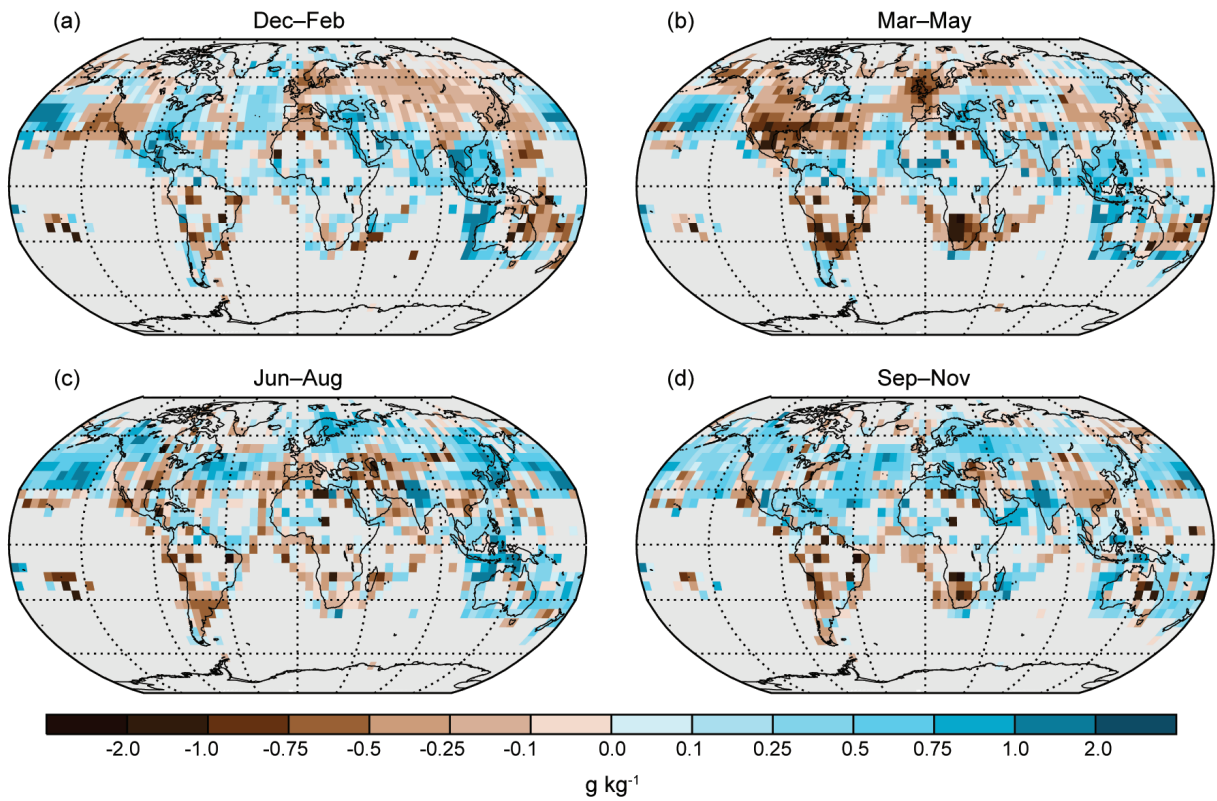 (a) Dec–Feb
(b) Mar–May
(c) Jun–Aug
(d) Sep–Nov
-2.0 -1.0 -0.75 -0.5 -0.25 -0.1 0.0 0.1 0.25 0.5 0.75 1.0 2.0
g kg⁻¹